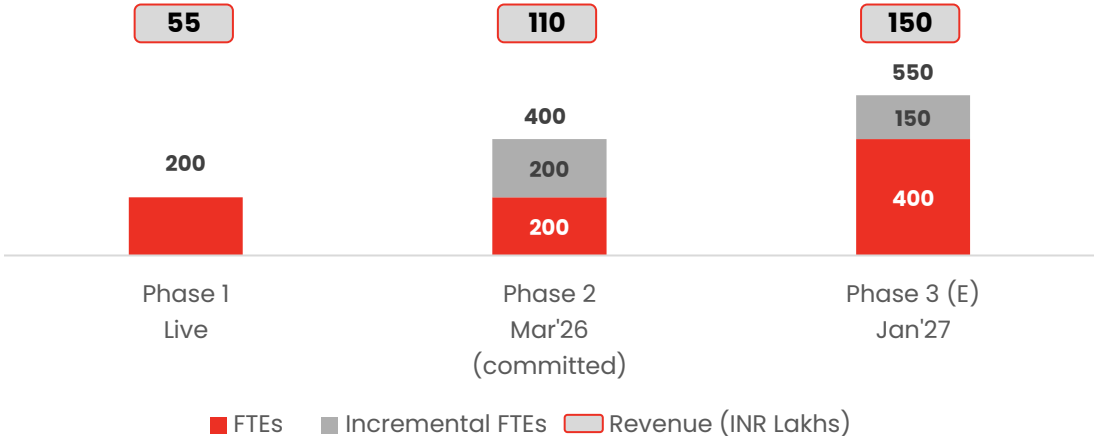 55
110
150
550
400
150
200
200
400
200
Phase 1
Live
Phase 2
Mar'26
(committed)
Phase 3 (E)
Jan'27
FTEs
Incremental FTEs
Revenue (INR Lakhs)